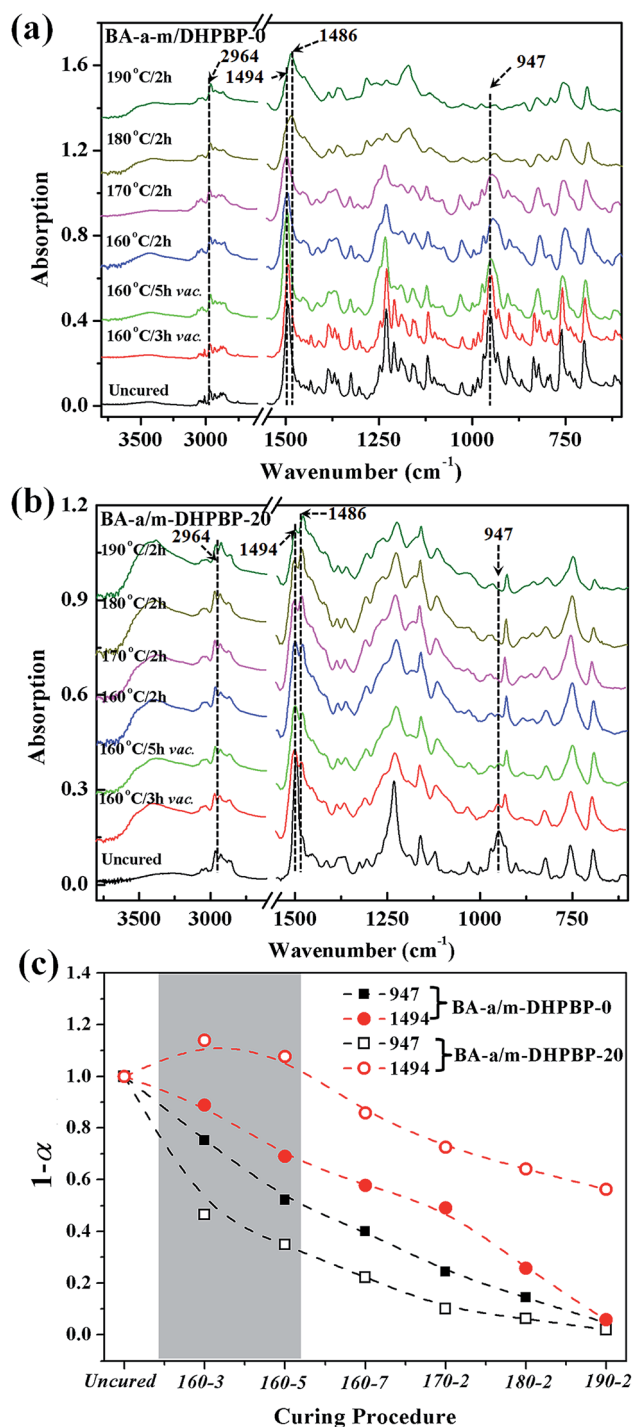 (a)
BA-a-m/DHPBP-0
2964
1494
1486
947
190°C/2h
180°C/2h
170°C/2h
160°C/2h
160°C/5h vac.
160°C/3h vac.
Uncured
1.6
1.2
0.8
0.4
0.0
Absorption
3750 3000 1500 1250 1000 750
Wavenumber (cm⁻¹)
(b)
BA-a/m-DHPBP-20
2964
1494
1486
947
190°C/2h
180°C/2h
170°C/2h
160°C/2h
160°C/5h vac.
160°C/3h vac.
Uncured
1.2
0.9
0.6
0.3
0.0
Absorption
3750 3000 1500 1250 1000 750
Wavenumber (cm⁻¹)
(c)
947
1494
BA-a/m-DHPBP-0
947
1494
BA-a/m-DHPBP-20
1.4
1.2
1.0
0.8
0.6
0.4
0.2
0.0
1-α
Uncured 160-3 160-5 160-7 170-2 180-2 190-2
Curing Procedure